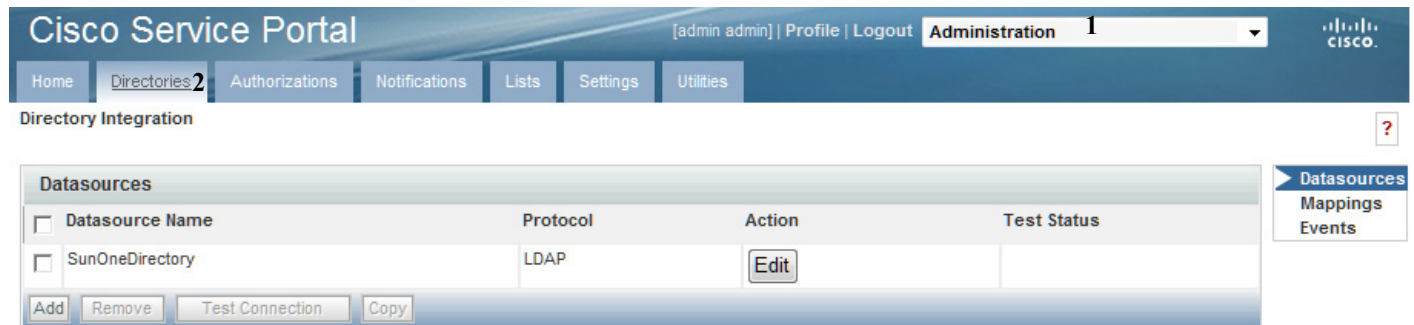 Cisco Service Portal
[admin admin] | Profile | Logout
Administration 1
CISCO.
Home Directories 2 Authorizations Notifications Lists Settings Utilities
Directory Integration
?
Datasources
Datasource Name Protocol Action Test Status
SunOneDirectory LDAP Edit
Add Remove Test Connection Copy
Datasources
Mappings
Events